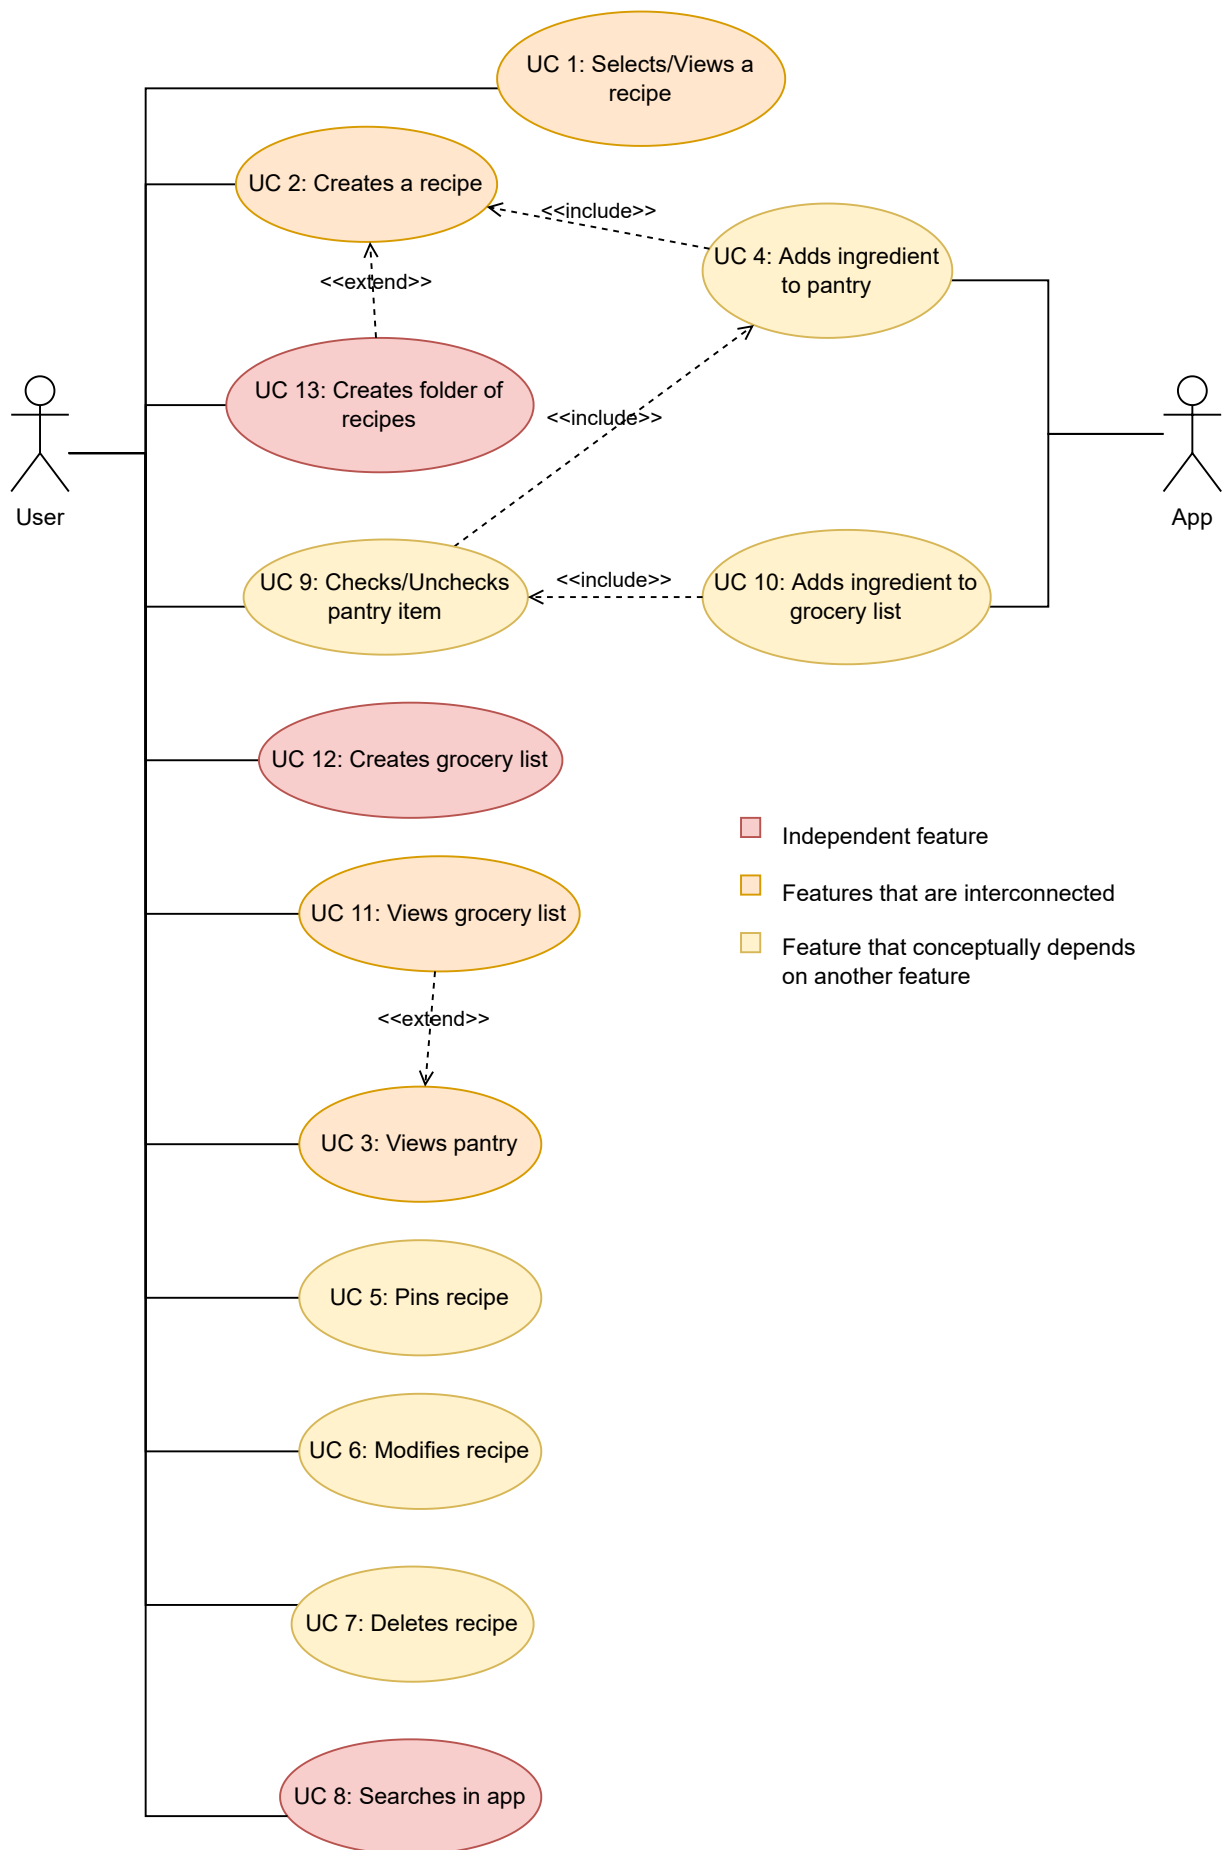 UC 1: Selects/Views a
recipe
UC 2: Creates a recipe
<<include>>
UC 4: Adds ingredient
to pantry
<<extend>>
UC 13: Creates folder of
recipes
<<include>>
User
App
UC 9: Checks/Unchecks
pantry item
<<include>>
UC 10: Adds ingredient to
grocery list
UC 12: Creates grocery list
Independent feature
Features that are interconnected
Feature that conceptually depends
on another feature
UC 11: Views grocery list
<<extend>>
UC 3: Views pantry
UC 5: Pins recipe
UC 6: Modifies recipe
UC 7: Deletes recipe
UC 8: Searches in app